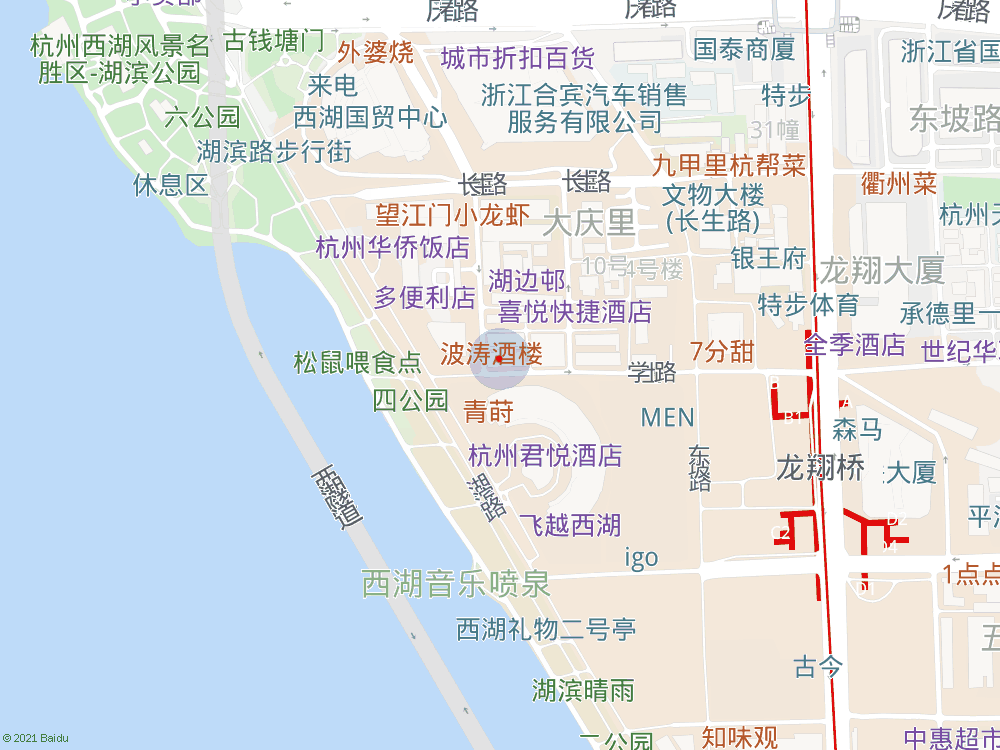 杭州西湖风景名
胜区-湖滨公园
古钱塘门
外婆烧
城市折扣百货
国泰商厦
浙江省国
来电
西湖国贸中心
六公园
浙江合宾汽车销售
服务有限公司
特步
31幢
东坡路
湖滨路步行街
休息区
长生路
长生路
九甲里杭帮菜
文物大楼
(长生路)
衢州菜
望江门小龙虾
大庆里
杭州华侨饭店
银王府
龙翔大厦
10号
4号楼
湖边邨
多便利店
喜悦快捷酒店
特步体育
承德里一
松鼠喂食点
波涛酒楼
7分甜
全季酒店
世纪华
学士路
四公园
青莳
MEN
B1
A
森马
杭州君悦酒店
东坡路
龙翔桥
大厦
西湖隧道
湖滨路
飞越西湖
igo
西湖音乐喷泉
1点点
西湖礼物二号亭
古今
五
湖滨晴雨
二公园
知味观
中惠超市
© 2021 Baidu